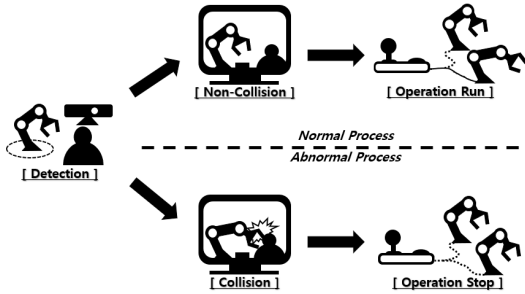 [ Non-Collision ]
[ Operation Run ]
Normal Process
Abnormal Process
[ Detection ]
[ Collision ]
[ Operation Stop ]